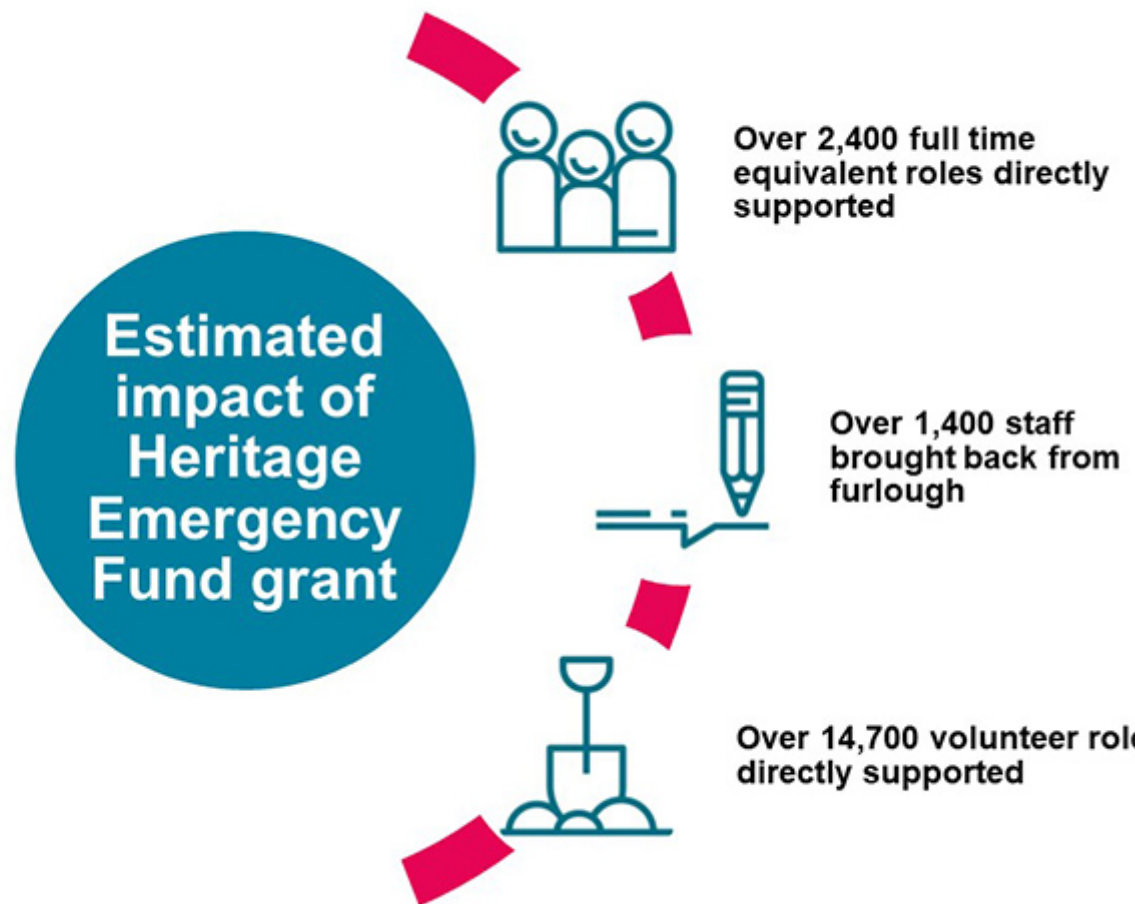 Estimated
impact of
Heritage
Emergency
Fund grant
Over 2,400 full time
equivalent roles directly
supported
Over 1,400 staff
brought back from
furlough
Over 14,700 volunteer role
directly supported